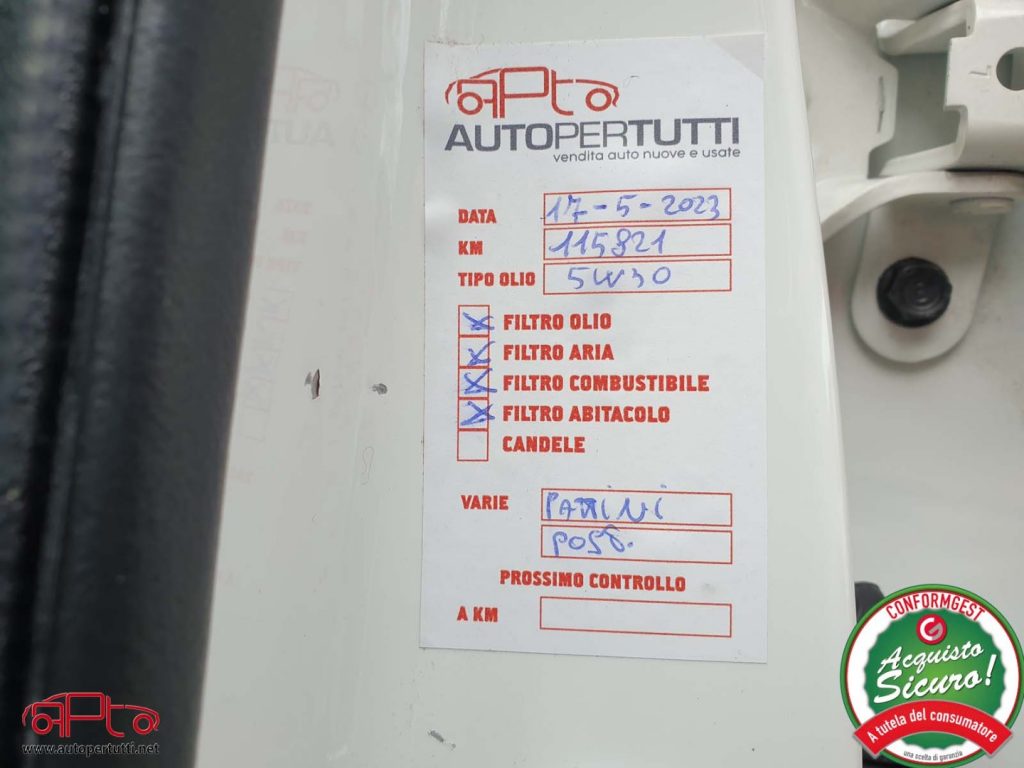 APto
AUTOPERTUTTI
vendita auto nuove e usate
DATA 17-5-2023
KM 115821
TIPO OLIO 5W30
X FILTRO OLIO
X FILTRO ARIA
X FILTRO COMBUSTIBILE
X FILTRO ABITACOLO
CANDELE
VARIE PATTINI
POST.
PROSSIMO CONTROLLO
A KM
APto
www.autopertutti.net
CONFORMGEST
G
Acquisto
Sicuro!
A tutela del consumatore
una scelta di garanzia